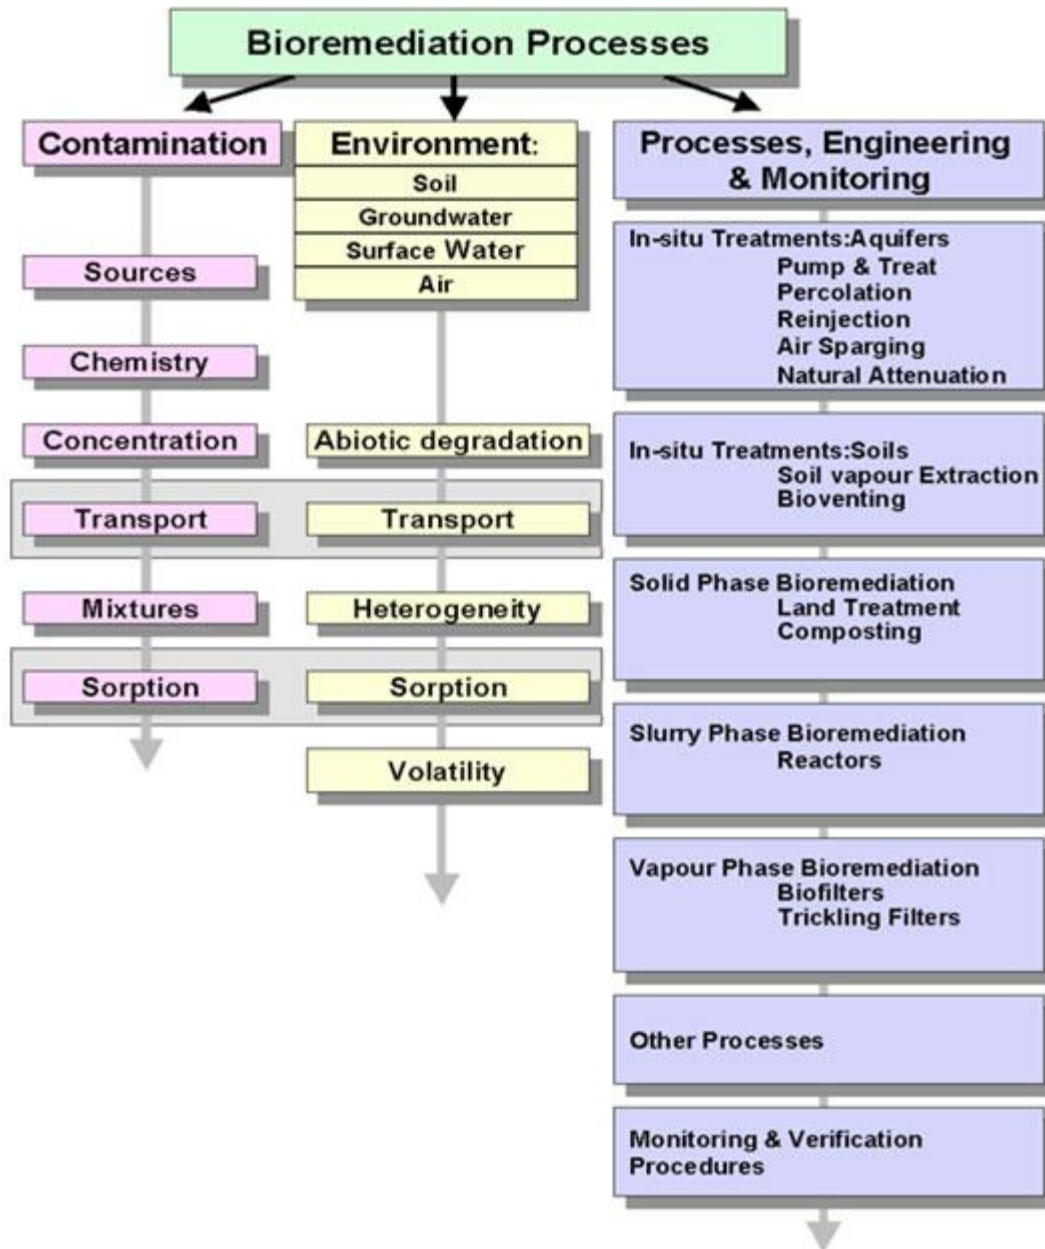 Bioremediation Processes
Contamination
Sources
Chemistry
Concentration
Transport
Mixtures
Sorption
Environment:
Soil
Groundwater
Surface Water
Air
Abiotic degradation
Transport
Heterogeneity
Sorption
Volatility
Processes, Engineering
& Monitoring
In-situ Treatments:Aquifers
Pump & Treat
Percolation
Reinjection
Air Sparging
Natural Attenuation
In-situ Treatments:Soils
Soil vapour Extraction
Bioventing
Solid Phase Bioremediation
Land Treatment
Composting
Slurry Phase Bioremediation
Reactors
Vapour Phase Bioremediation
Biofilters
Trickling Filters
Other Processes
Monitoring & Verification
Procedures